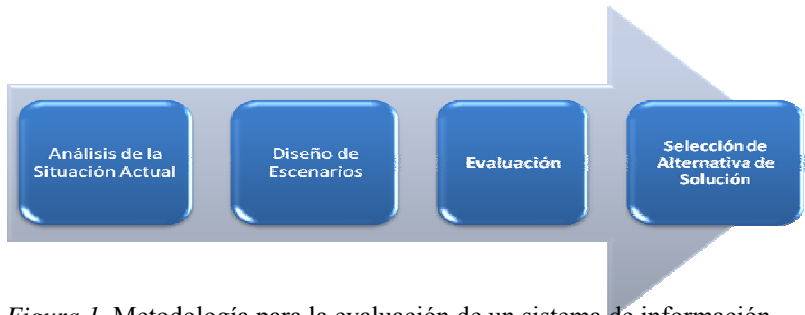 Análisis de la
Situación Actual
Diseño de
Escenarios
Evaluación
Selección de
Alternativa de
Solución
Figura 1. Metodología para la evaluación de un sistema de información